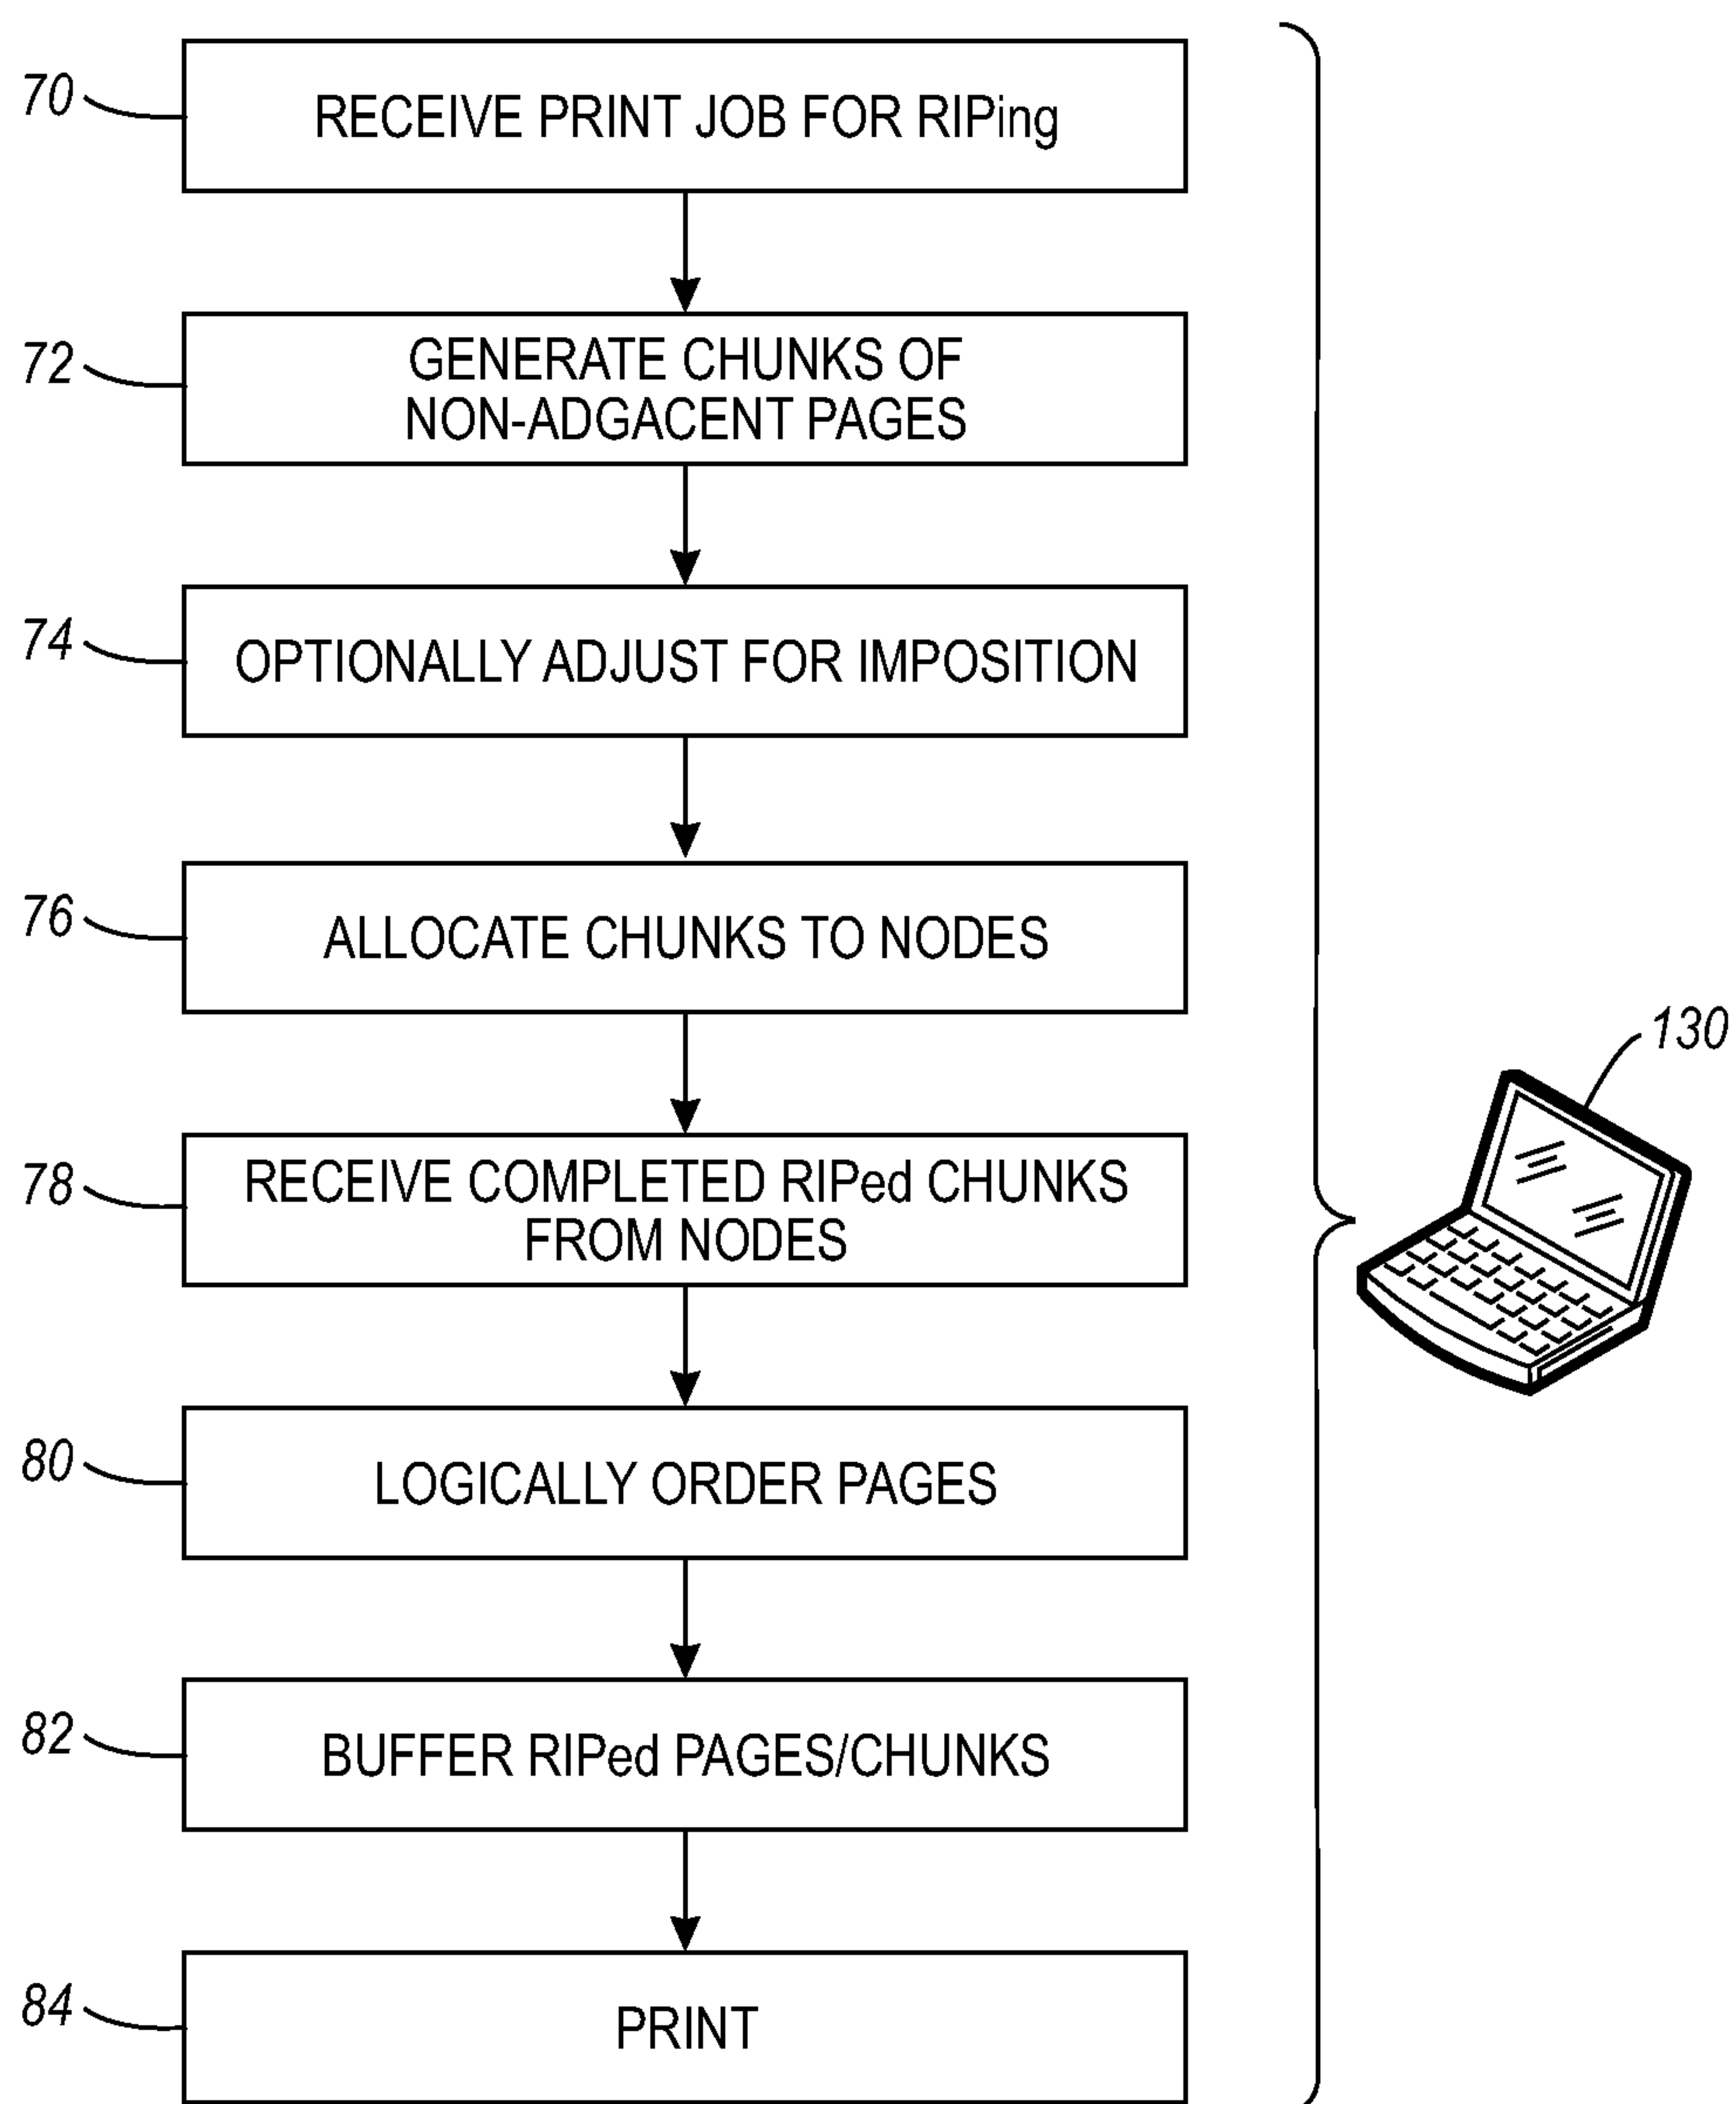 70
RECEIVE PRINT JOB FOR RIPing
72
GENERATE CHUNKS OF
NON-ADGACENT PAGES
74
OPTIONALLY ADJUST FOR IMPOSITION
76
ALLOCATE CHUNKS TO NODES
130
78
RECEIVE COMPLETED RIPed CHUNKS
FROM NODES
80
LOGICALLY ORDER PAGES
82
BUFFER RIPed PAGES/CHUNKS
84
PRINT